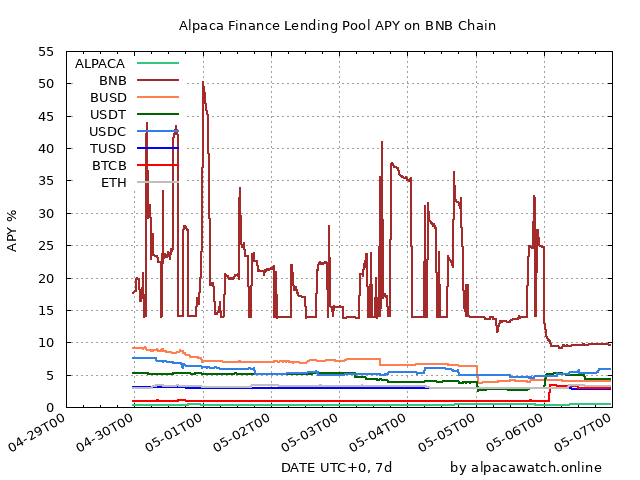 Alpaca Finance Lending Pool APY on BNB Chain
APY %
55
50
45
40
35
30
25
20
15
10
5
0
ALPACA
BNB
BUSD
USDT
USDC
TUSD
BTCB
ETH
04-29T00
04-30T00
05-01T00
05-02T00
05-03T00
05-04T00
05-05T00
05-06T00
05-07T00
DATE UTC+0, 7d
by alpacawatch.online